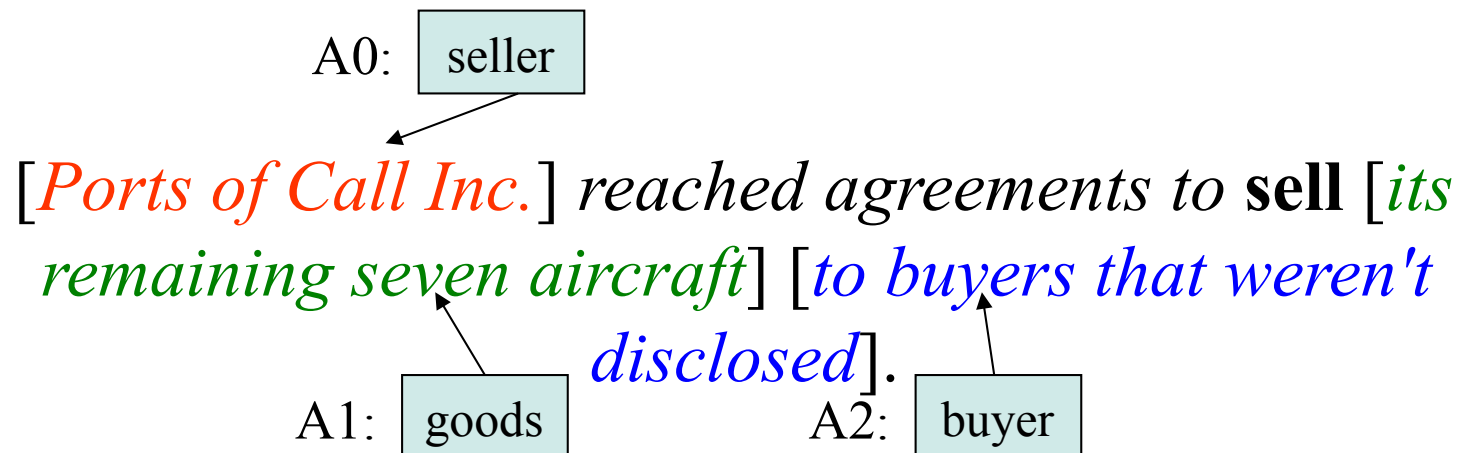 A0: seller
[Ports of Call Inc.] reached agreements to sell [its
remaining seven aircraft] [to buyers that weren't
disclosed].
A1: goods A2: buyer